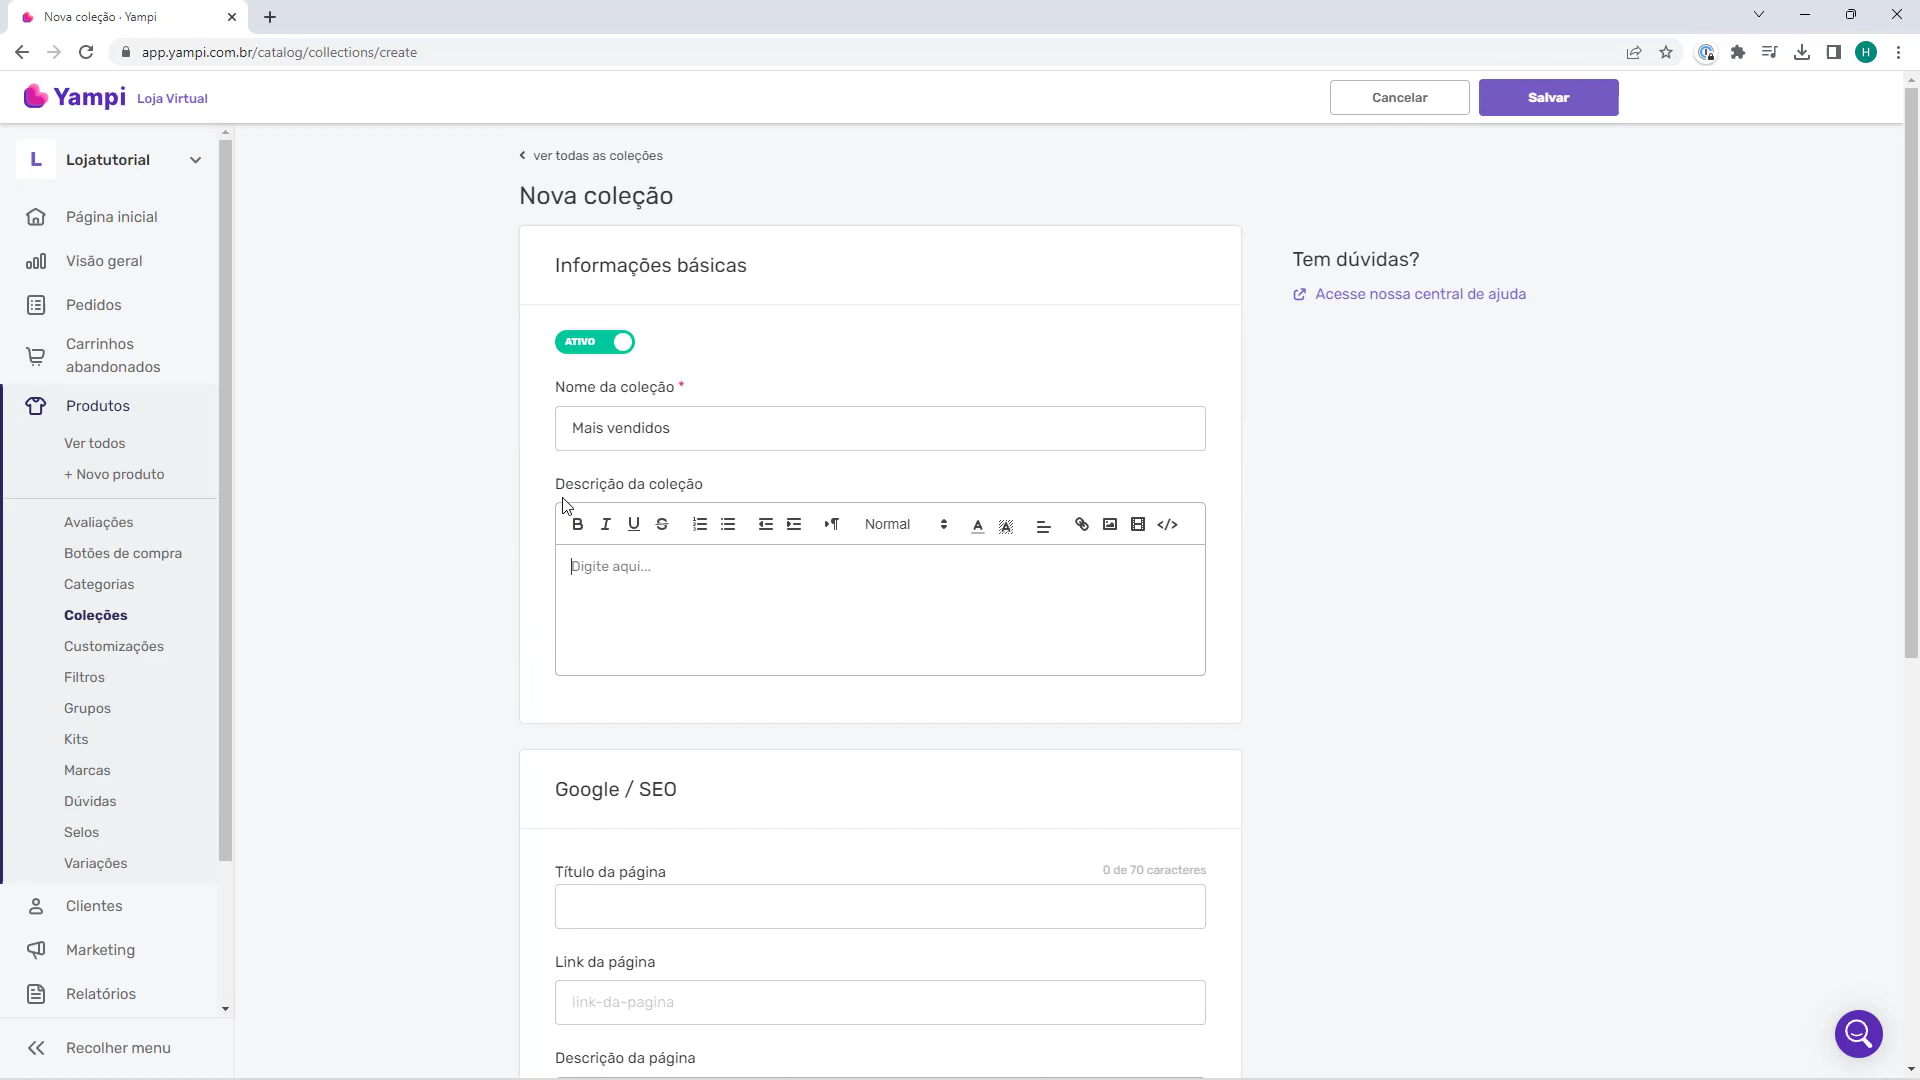 Nova coleção · Yampi
app.yampi.com.br/catalog/collections/create
H
Yampi Loja Virtual
Cancelar
Salvar
L Lojatutorial
Página inicial
Visão geral
Pedidos
Carrinhos
abandonados
Produtos
Ver todos
+ Novo produto
Avaliações
Botões de compra
Categorias
Coleções
Customizações
Filtros
Grupos
Kits
Marcas
Dúvidas
Selos
Variações
Clientes
Marketing
Relatórios
Recolher menu
ver todas as coleções
Nova coleção
Informações básicas
ATIVO
Nome da coleção *
Mais vendidos
Descrição da coleção
B I U S Normal A A </>
Digite aqui...
Google / SEO
Título da página
0 de 70 caracteres
Link da página
link-da-pagina
Descrição da página
Tem dúvidas?
Acesse nossa central de ajuda